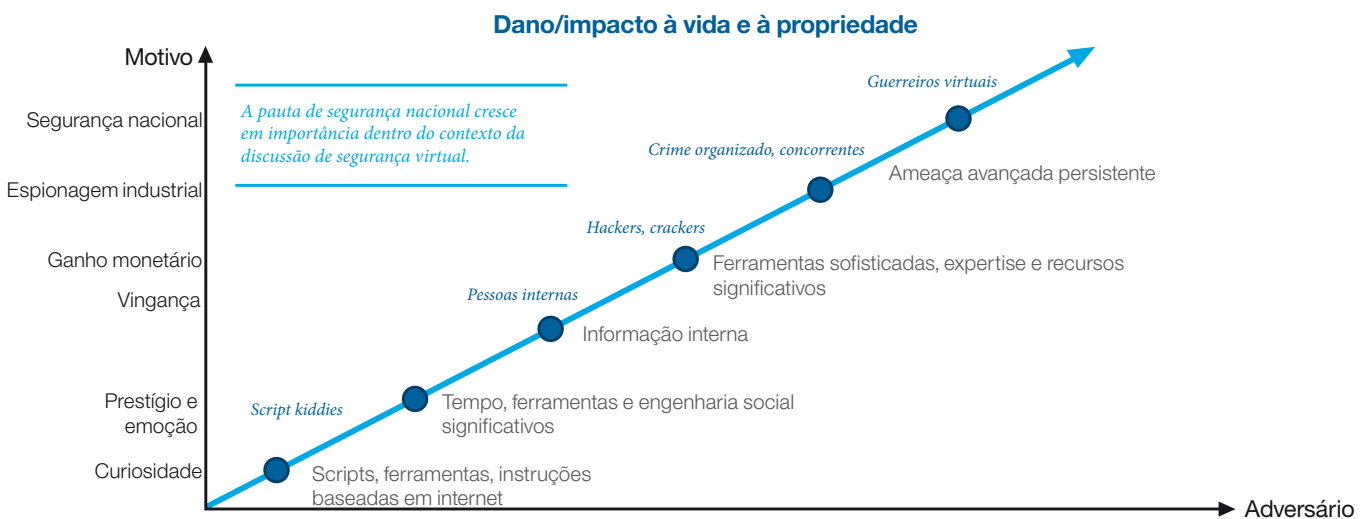 Dano/impacto à vida e à propriedade
Motivo
Guerreiros virtuais
A pauta de segurança nacional cresce
em importância dentro do contexto da
discussão de segurança virtual.
Segurança nacional
Crime organizado, concorrentes
Ameaça avançada persistente
Espionagem industrial
Hackers, crackers
Ganho monetário
Ferramentas sofisticadas, expertise e recursos
significativos
Vingança
Pessoas internas
Informação interna
Prestígio e
emoção
Script kiddies
Tempo, ferramentas e engenharia social
significativos
Curiosidade
Scripts, ferramentas, instruções
baseadas em internet
Adversário